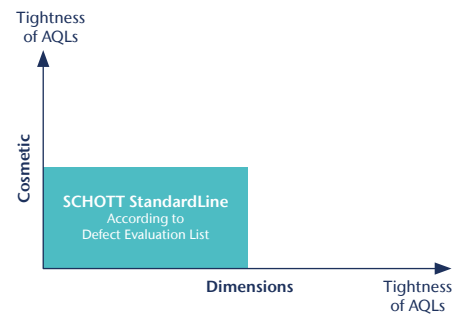 Tightness
of AQLs
Cosmetic
SCHOTT StandardLine
According to
Defect Evaluation List
Dimensions
Tightness
of AQLs